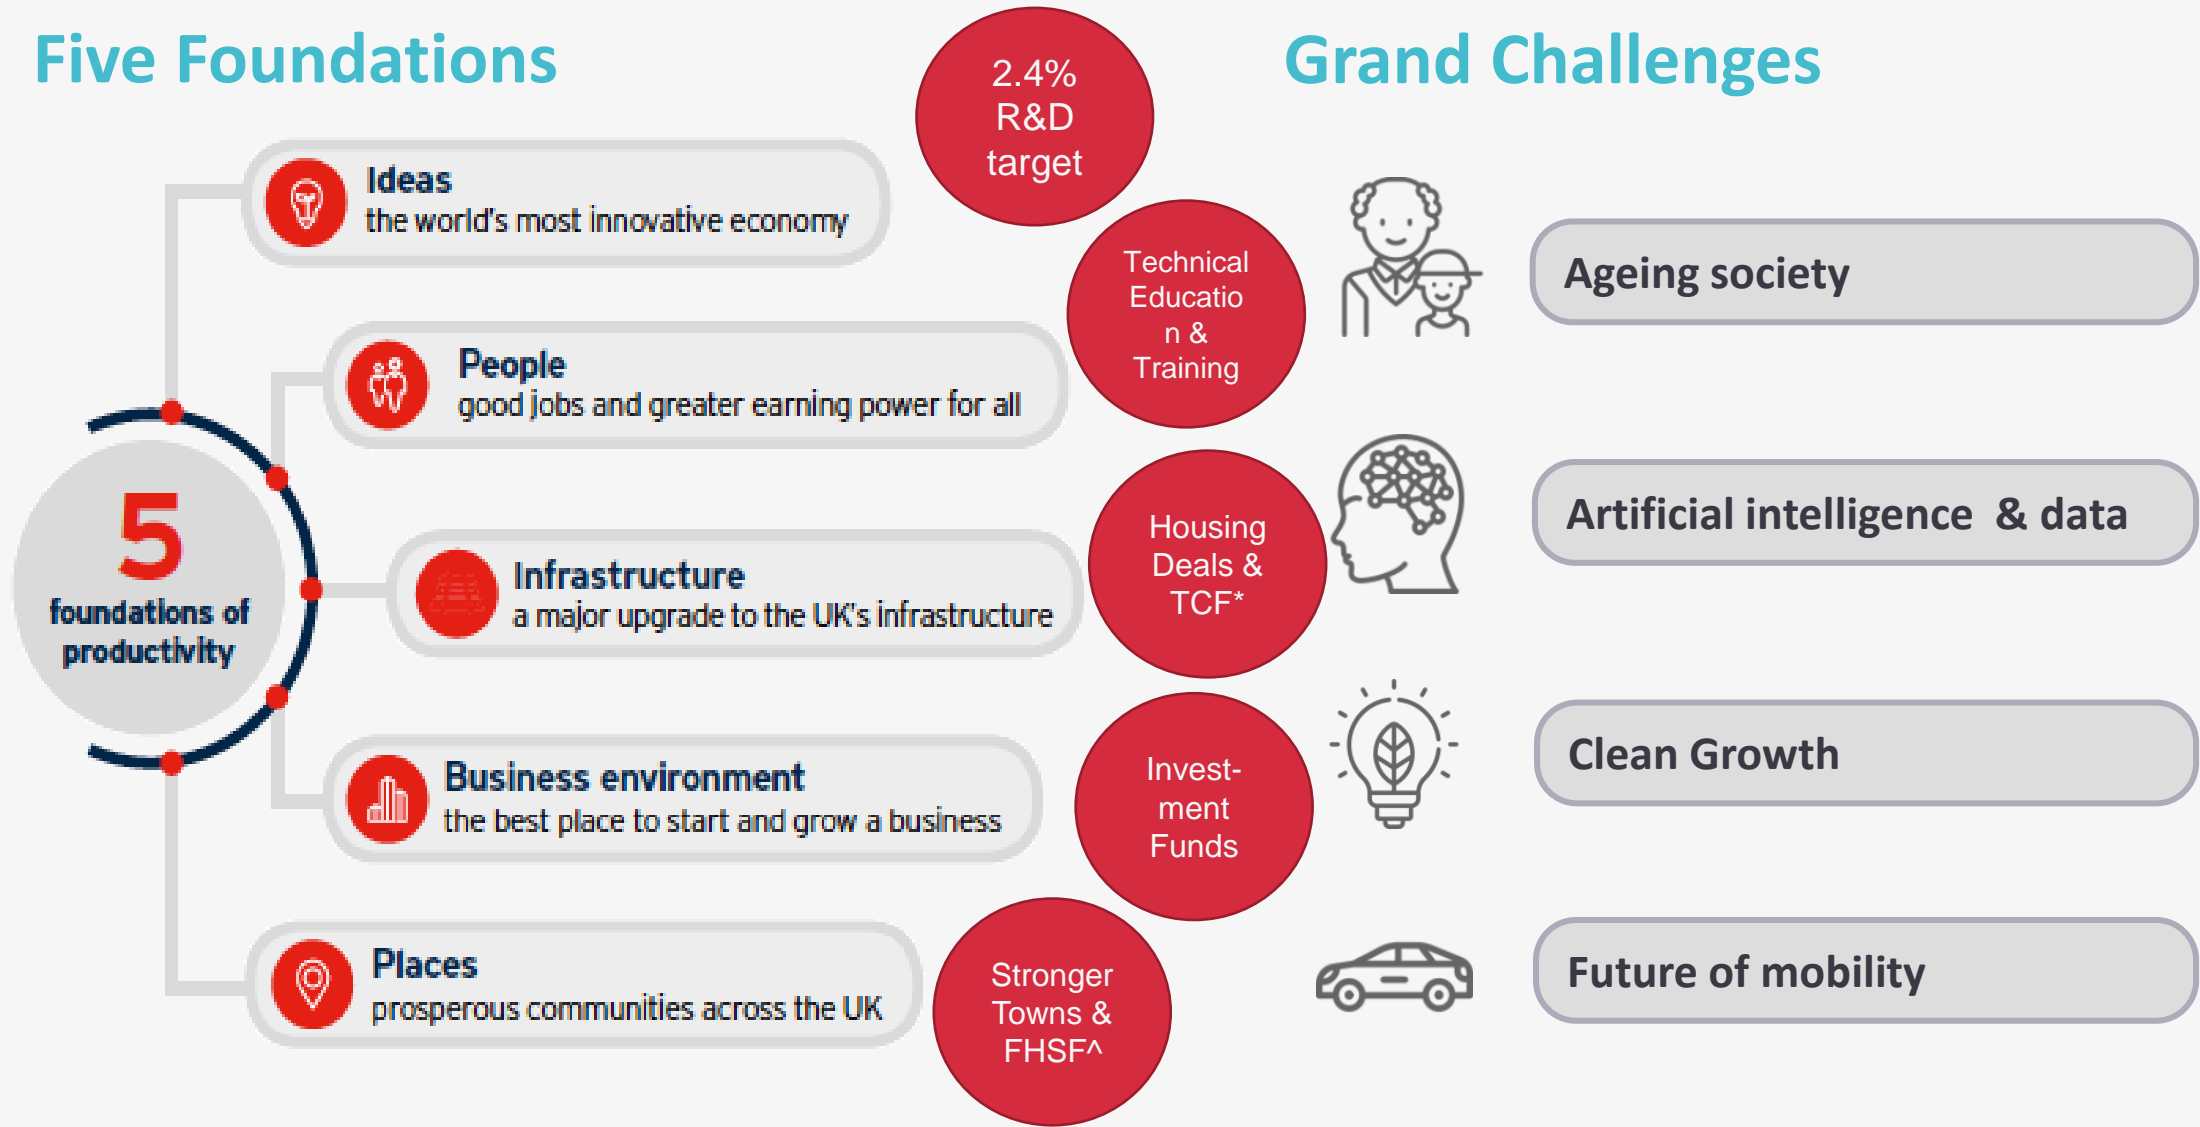 Five Foundations
5
foundations of
productivity
Ideas
the world's most innovative economy
People
good jobs and greater earning power for all
Infrastructure
a major upgrade to the UK's infrastructure
Business environment
the best place to start and grow a business
Places
prosperous communities across the UK
2.4%
R&D
target
Technical
Educatio
n &
Training
Housing
Deals &
TCF*
Invest-
ment
Funds
Stronger
Towns &
FHSF^
Grand Challenges
Ageing society
Artificial intelligence & data
Clean Growth
Future of mobility